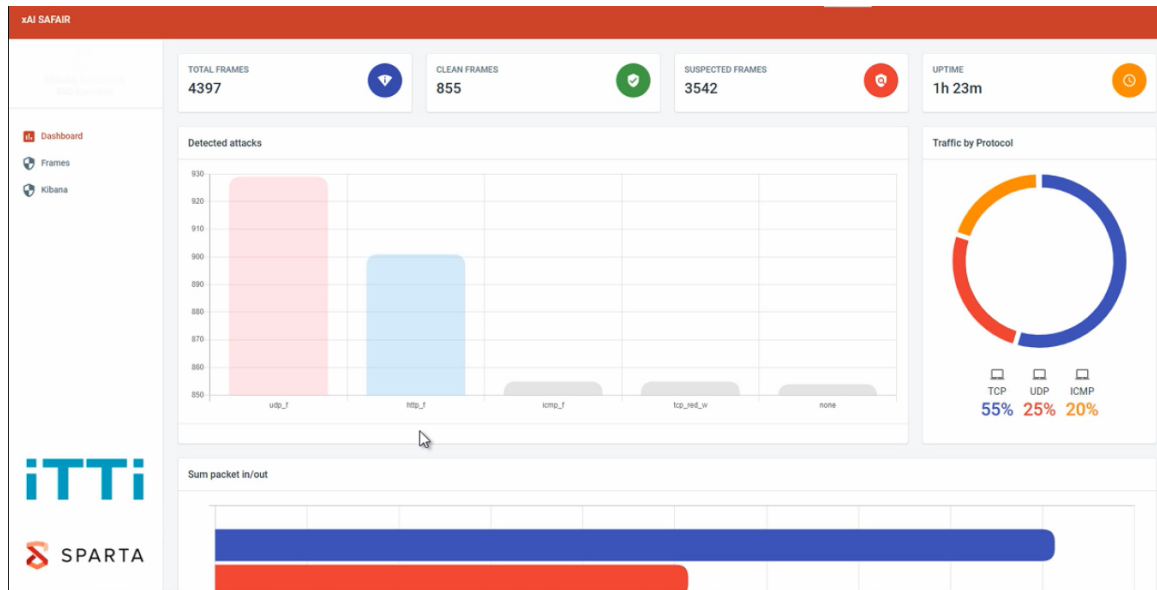 xAI SAFAIR
TOTAL FRAMES
4397
CLEAN FRAMES
855
SUSPECTED FRAMES
3542
UPTIME
1h 23m
Dashboard
Frames
Kibana
Detected attacks
930
920
910
900
890
880
870
860
850
udp_f
http_f
icmp_f
tcp_red_w
none
Traffic by Protocol
TCP UDP ICMP
55% 25% 20%
Sum packet in/out
iTTi
SPARTA